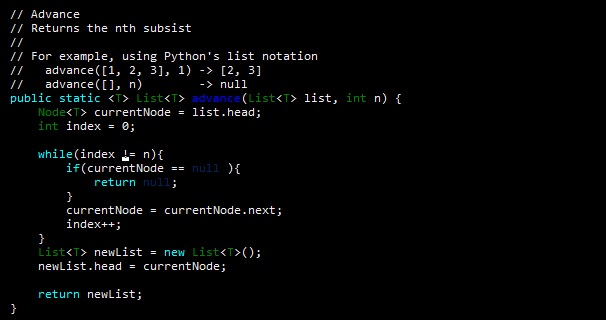 // Advance
// Returns the nth subsist
//
// For example, using Python's list notation
//   advance([1, 2, 3], 1) -> [2, 3]
//   advance([], n)        -> null
public static <T> List<T> advance(List<T> list, int n) {
    Node<T> currentNode = list.head;
    int index = 0;

    while(index != n){
        if(currentNode == null ){
            return null;
        }
        currentNode = currentNode.next;
        index++;
    }
    List<T> newList = new List<T>();
    newList.head = currentNode;

    return newList;
}